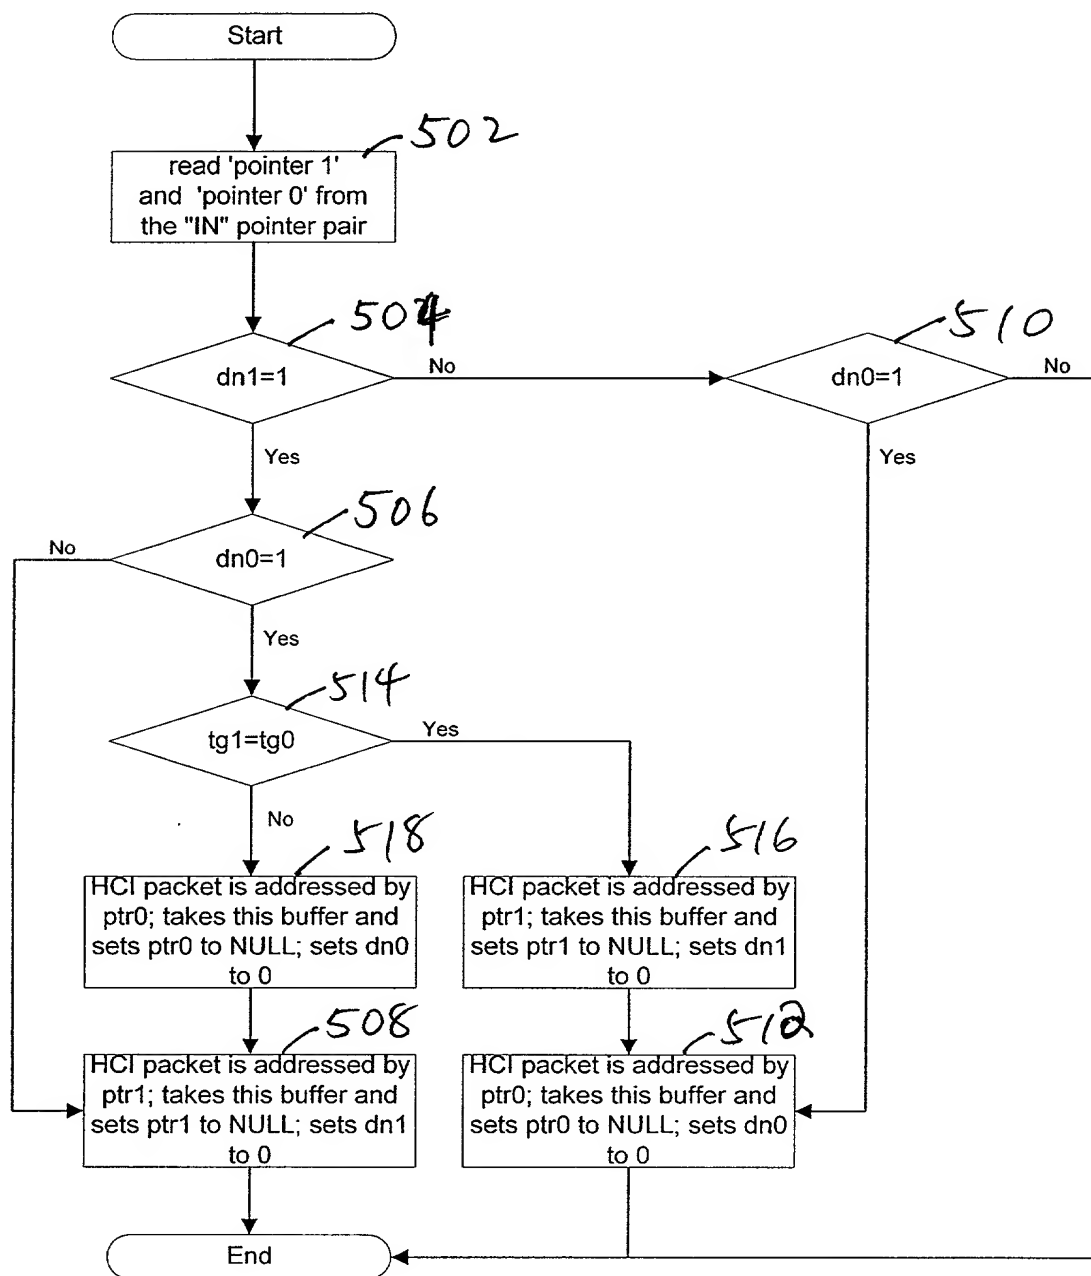 Start
502
read 'pointer 1'
and 'pointer 0' from
the "IN" pointer pair
504
510
dn1=1
No
dn0=1
No
Yes
Yes
506
No
dn0=1
Yes
514
tg1=tg0
Yes
No
518
516
HCI packet is addressed by
ptr0; takes this buffer and
sets ptr0 to NULL; sets dn0
to 0
HCI packet is addressed by
ptr1; takes this buffer and
sets ptr1 to NULL; sets dn1
to 0
508
512
HCI packet is addressed by
ptr1; takes this buffer and
sets ptr1 to NULL; sets dn1
to 0
HCI packet is addressed by
ptr0; takes this buffer and
sets ptr0 to NULL; sets dn0
to 0
End